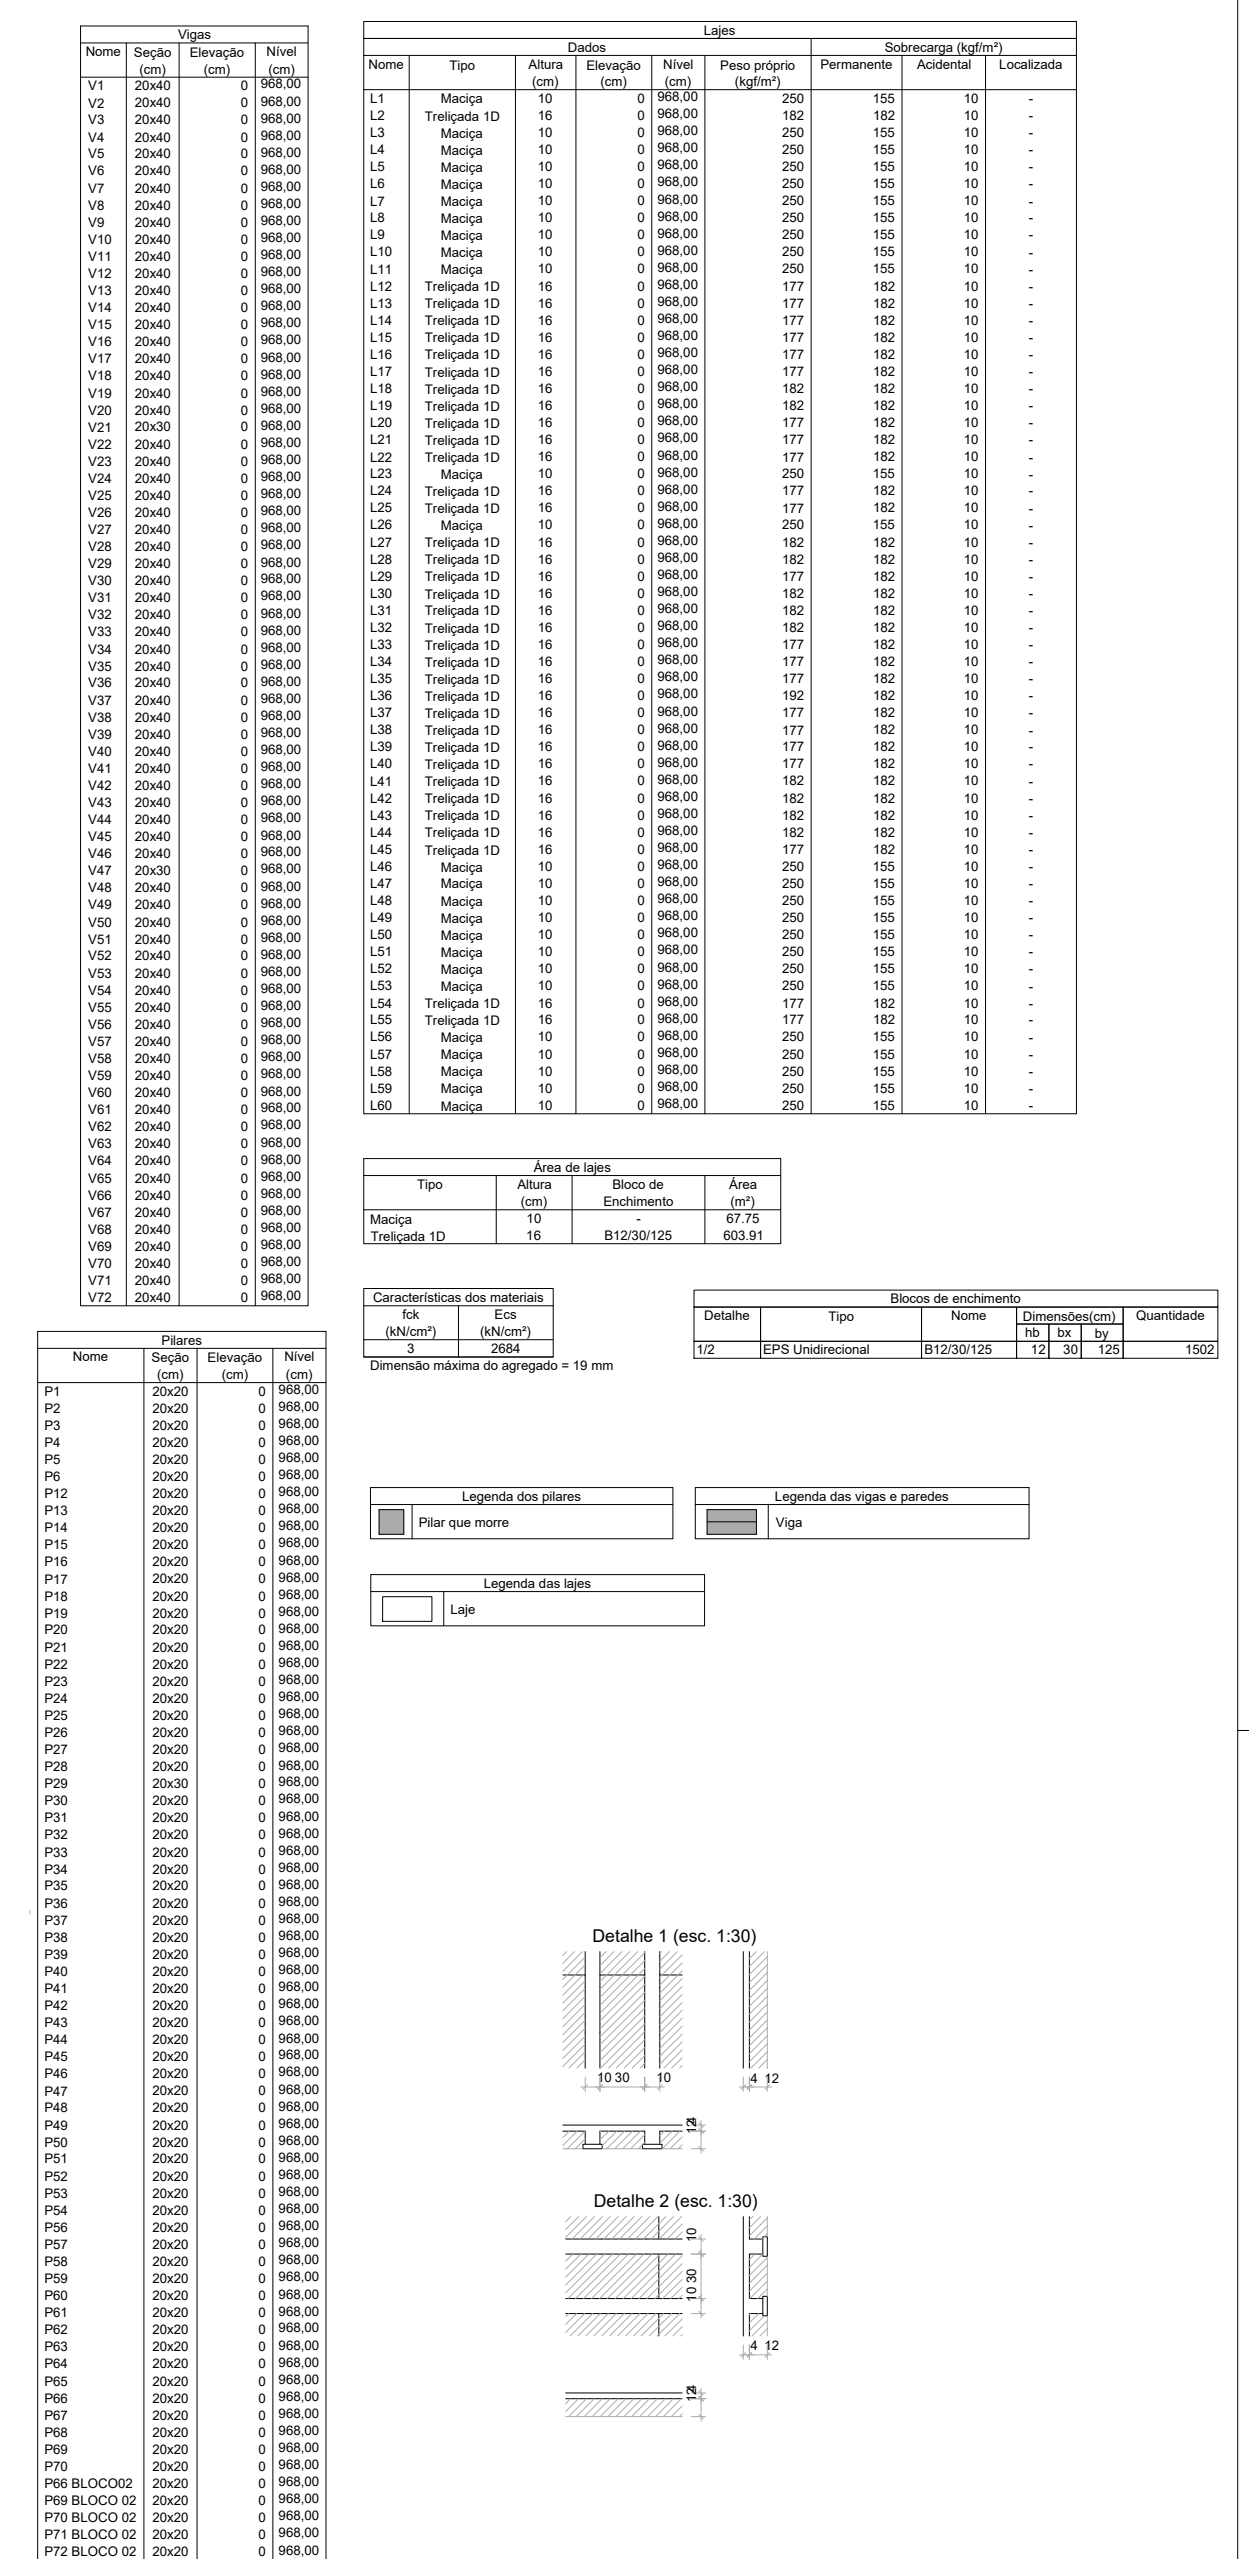 Vigas
Nome Seção Elevação Nível
(cm) (cm) (cm)
V1 20x40 0 968,00
V2 20x40 0 968,00
V3 20x40 0 968,00
V4 20x40 0 968,00
V5 20x40 0 968,00
V6 20x40 0 968,00
V7 20x40 0 968,00
V8 20x40 0 968,00
V9 20x40 0 968,00
V10 20x40 0 968,00
V11 20x40 0 968,00
V12 20x40 0 968,00
V13 20x40 0 968,00
V14 20x40 0 968,00
V15 20x40 0 968,00
V16 20x40 0 968,00
V17 20x40 0 968,00
V18 20x40 0 968,00
V19 20x40 0 968,00
V20 20x40 0 968,00
V21 20x30 0 968,00
V22 20x40 0 968,00
V23 20x40 0 968,00
V24 20x40 0 968,00
V25 20x40 0 968,00
V26 20x40 0 968,00
V27 20x40 0 968,00
V28 20x40 0 968,00
V29 20x40 0 968,00
V30 20x40 0 968,00
V31 20x40 0 968,00
V32 20x40 0 968,00
V33 20x40 0 968,00
V34 20x40 0 968,00
V35 20x40 0 968,00
V36 20x40 0 968,00
V37 20x40 0 968,00
V38 20x40 0 968,00
V39 20x40 0 968,00
V40 20x40 0 968,00
V41 20x40 0 968,00
V42 20x40 0 968,00
V43 20x40 0 968,00
V44 20x40 0 968,00
V45 20x40 0 968,00
V46 20x40 0 968,00
V47 20x30 0 968,00
V48 20x40 0 968,00
V49 20x40 0 968,00
V50 20x40 0 968,00
V51 20x40 0 968,00
V52 20x40 0 968,00
V53 20x40 0 968,00
V54 20x40 0 968,00
V55 20x40 0 968,00
V56 20x40 0 968,00
V57 20x40 0 968,00
V58 20x40 0 968,00
V59 20x40 0 968,00
V60 20x40 0 968,00
V61 20x40 0 968,00
V62 20x40 0 968,00
V63 20x40 0 968,00
V64 20x40 0 968,00
V65 20x40 0 968,00
V66 20x40 0 968,00
V67 20x40 0 968,00
V68 20x40 0 968,00
V69 20x40 0 968,00
V70 20x40 0 968,00
V71 20x40 0 968,00
V72 20x40 0 968,00
Lajes
Dados Sobrecarga (kgf/m²)
Nome Tipo Altura Elevação Nível Peso próprio Permanente Acidental Localizada
(cm) (cm) (cm) (kgf/m²)
L1 Maciça 10 0 968,00 250 155 10 -
L2 Treliçada 1D 16 0 968,00 182 182 10 -
L3 Maciça 10 0 968,00 250 155 10 -
L4 Maciça 10 0 968,00 250 155 10 -
L5 Maciça 10 0 968,00 250 155 10 -
L6 Maciça 10 0 968,00 250 155 10 -
L7 Maciça 10 0 968,00 250 155 10 -
L8 Maciça 10 0 968,00 250 155 10 -
L9 Maciça 10 0 968,00 250 155 10 -
L10 Maciça 10 0 968,00 250 155 10 -
L11 Maciça 10 0 968,00 250 155 10 -
L12 Treliçada 1D 16 0 968,00 177 182 10 -
L13 Treliçada 1D 16 0 968,00 177 182 10 -
L14 Treliçada 1D 16 0 968,00 177 182 10 -
L15 Treliçada 1D 16 0 968,00 177 182 10 -
L16 Treliçada 1D 16 0 968,00 177 182 10 -
L17 Treliçada 1D 16 0 968,00 177 182 10 -
L18 Treliçada 1D 16 0 968,00 182 182 10 -
L19 Treliçada 1D 16 0 968,00 182 182 10 -
L20 Treliçada 1D 16 0 968,00 177 182 10 -
L21 Treliçada 1D 16 0 968,00 177 182 10 -
L22 Treliçada 1D 16 0 968,00 177 182 10 -
L23 Maciça 10 0 968,00 250 155 10 -
L24 Treliçada 1D 16 0 968,00 177 182 10 -
L25 Treliçada 1D 16 0 968,00 177 182 10 -
L26 Maciça 10 0 968,00 250 155 10 -
L27 Treliçada 1D 16 0 968,00 182 182 10 -
L28 Treliçada 1D 16 0 968,00 182 182 10 -
L29 Treliçada 1D 16 0 968,00 177 182 10 -
L30 Treliçada 1D 16 0 968,00 182 182 10 -
L31 Treliçada 1D 16 0 968,00 182 182 10 -
L32 Treliçada 1D 16 0 968,00 182 182 10 -
L33 Treliçada 1D 16 0 968,00 177 182 10 -
L34 Treliçada 1D 16 0 968,00 177 182 10 -
L35 Treliçada 1D 16 0 968,00 177 182 10 -
L36 Treliçada 1D 16 0 968,00 192 182 10 -
L37 Treliçada 1D 16 0 968,00 177 182 10 -
L38 Treliçada 1D 16 0 968,00 177 182 10 -
L39 Treliçada 1D 16 0 968,00 177 182 10 -
L40 Treliçada 1D 16 0 968,00 177 182 10 -
L41 Treliçada 1D 16 0 968,00 182 182 10 -
L42 Treliçada 1D 16 0 968,00 182 182 10 -
L43 Treliçada 1D 16 0 968,00 182 182 10 -
L44 Treliçada 1D 16 0 968,00 182 182 10 -
L45 Treliçada 1D 16 0 968,00 177 182 10 -
L46 Maciça 10 0 968,00 250 155 10 -
L47 Maciça 10 0 968,00 250 155 10 -
L48 Maciça 10 0 968,00 250 155 10 -
L49 Maciça 10 0 968,00 250 155 10 -
L50 Maciça 10 0 968,00 250 155 10 -
L51 Maciça 10 0 968,00 250 155 10 -
L52 Maciça 10 0 968,00 250 155 10 -
L53 Maciça 10 0 968,00 250 155 10 -
L54 Treliçada 1D 16 0 968,00 177 182 10 -
L55 Treliçada 1D 16 0 968,00 177 182 10 -
L56 Maciça 10 0 968,00 250 155 10 -
L57 Maciça 10 0 968,00 250 155 10 -
L58 Maciça 10 0 968,00 250 155 10 -
L59 Maciça 10 0 968,00 250 155 10 -
L60 Maciça 10 0 968,00 250 155 10 -
Área de lajes
Tipo Altura Bloco de Área
(cm) Enchimento (m²)
Maciça 10 - 67.75
Treliçada 1D 16 B12/30/125 603.91
Características dos materiais
fck Ecs
(kN/cm²) (kN/cm²)
3 2684
Dimensão máxima do agregado = 19 mm
Blocos de enchimento
Detalhe Tipo Nome Dimensões(cm) Quantidade
hb bx by
1/2 EPS Unidirecional B12/30/125 12 30 125 1502
Pilares
Nome Seção Elevação Nível
(cm) (cm) (cm)
P1 20x20 0 968,00
P2 20x20 0 968,00
P3 20x20 0 968,00
P4 20x20 0 968,00
P5 20x20 0 968,00
P6 20x20 0 968,00
P12 20x20 0 968,00
P13 20x20 0 968,00
P14 20x20 0 968,00
P15 20x20 0 968,00
P16 20x20 0 968,00
P17 20x20 0 968,00
P18 20x20 0 968,00
P19 20x20 0 968,00
P20 20x20 0 968,00
P21 20x20 0 968,00
P22 20x20 0 968,00
P23 20x20 0 968,00
P24 20x20 0 968,00
P25 20x20 0 968,00
P26 20x20 0 968,00
P27 20x20 0 968,00
P28 20x20 0 968,00
P29 20x30 0 968,00
P30 20x20 0 968,00
P31 20x20 0 968,00
P32 20x20 0 968,00
P33 20x20 0 968,00
P34 20x20 0 968,00
P35 20x20 0 968,00
P36 20x20 0 968,00
P37 20x20 0 968,00
P38 20x20 0 968,00
P39 20x20 0 968,00
P40 20x20 0 968,00
P41 20x20 0 968,00
P42 20x20 0 968,00
P43 20x20 0 968,00
P44 20x20 0 968,00
P45 20x20 0 968,00
P46 20x20 0 968,00
P47 20x20 0 968,00
P48 20x20 0 968,00
P49 20x20 0 968,00
P50 20x20 0 968,00
P51 20x20 0 968,00
P52 20x20 0 968,00
P53 20x20 0 968,00
P54 20x20 0 968,00
P56 20x20 0 968,00
P57 20x20 0 968,00
P58 20x20 0 968,00
P59 20x20 0 968,00
P60 20x20 0 968,00
P61 20x20 0 968,00
P62 20x20 0 968,00
P63 20x20 0 968,00
P64 20x20 0 968,00
P65 20x20 0 968,00
P66 20x20 0 968,00
P67 20x20 0 968,00
P68 20x20 0 968,00
P69 20x20 0 968,00
P70 20x20 0 968,00
P66 BLOCO02 20x20 0 968,00
P69 BLOCO 02 20x20 0 968,00
P70 BLOCO 02 20x20 0 968,00
P71 BLOCO 02 20x20 0 968,00
P72 BLOCO 02 20x20 0 968,00
Legenda dos pilares
Pilar que morre
Legenda das vigas e paredes
Viga
Legenda das lajes
Laje
Detalhe 1 (esc. 1:30)
10 30 10
4 12
12 4
Detalhe 2 (esc. 1:30)
10
10 30
4 12
12 4